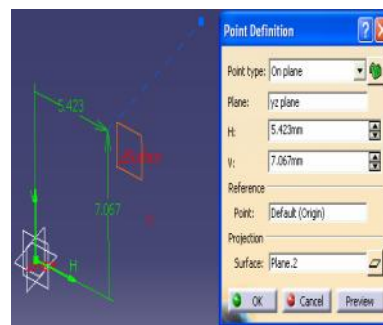 Point Definition
Point type: On plane
Plane: yz plane
H: 5.423mm
V: 7.067mm
Reference
Point: Default (Origin)
Projection
Surface: Plane.2
OK Cancel Preview
5.423
7.067
V
H